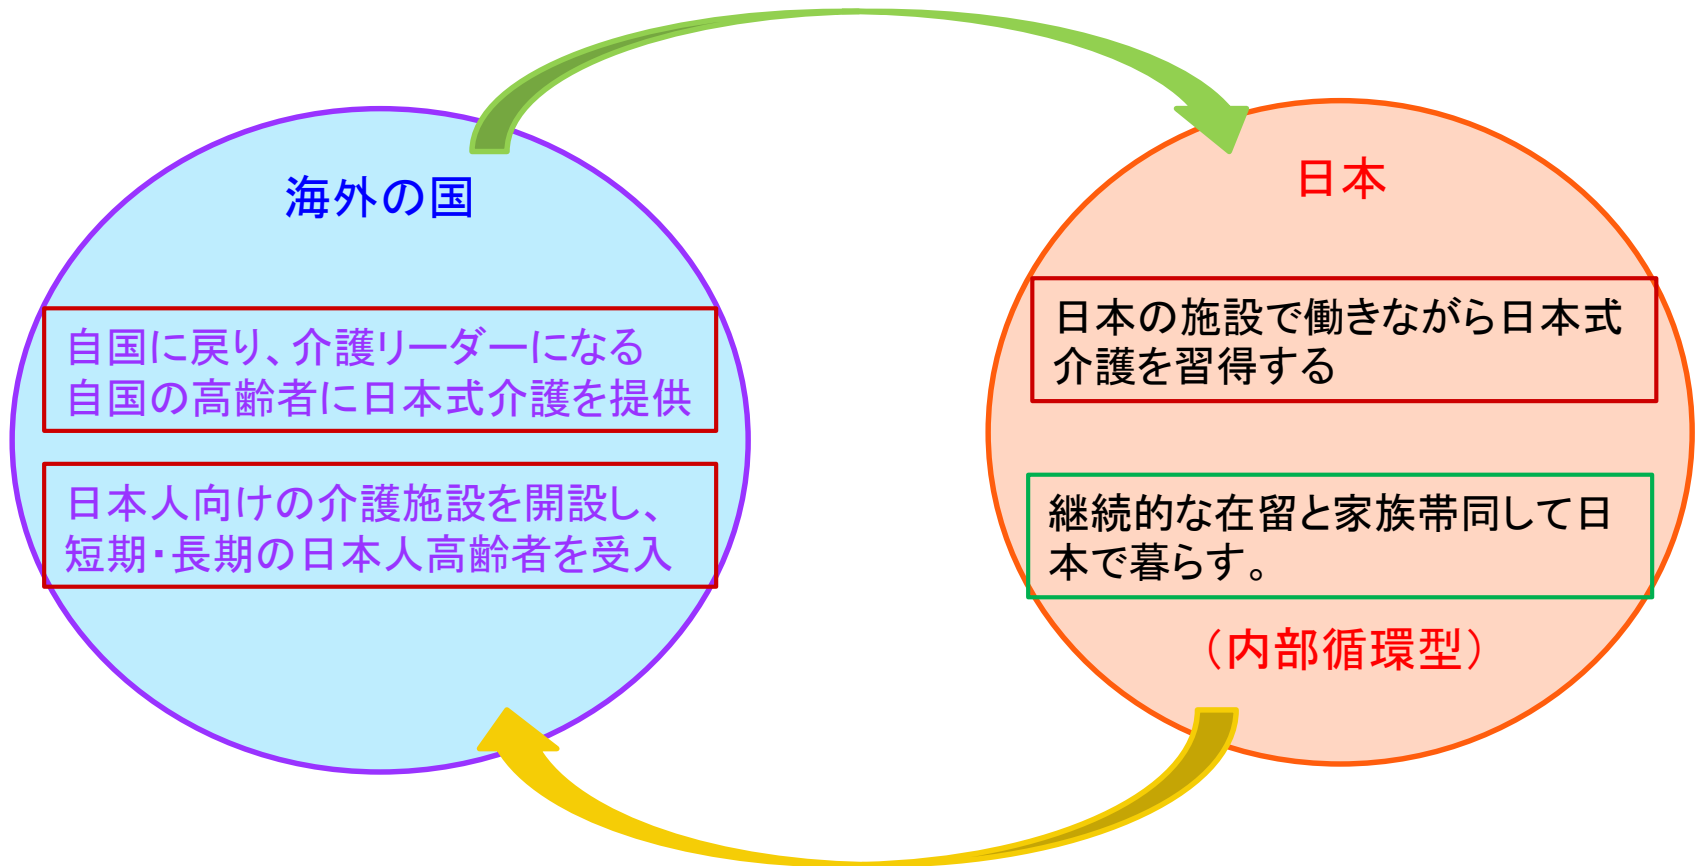 海外の国
自国に戻り、介護リーダーになる
自国の高齢者に日本式介護を提供
日本人向けの介護施設を開設し、
短期・長期の日本人高齢者を受入
日本
日本の施設で働きながら日本式
介護を習得する
継続的な在留と家族帯同して日
本で暮らす。
（内部循環型）